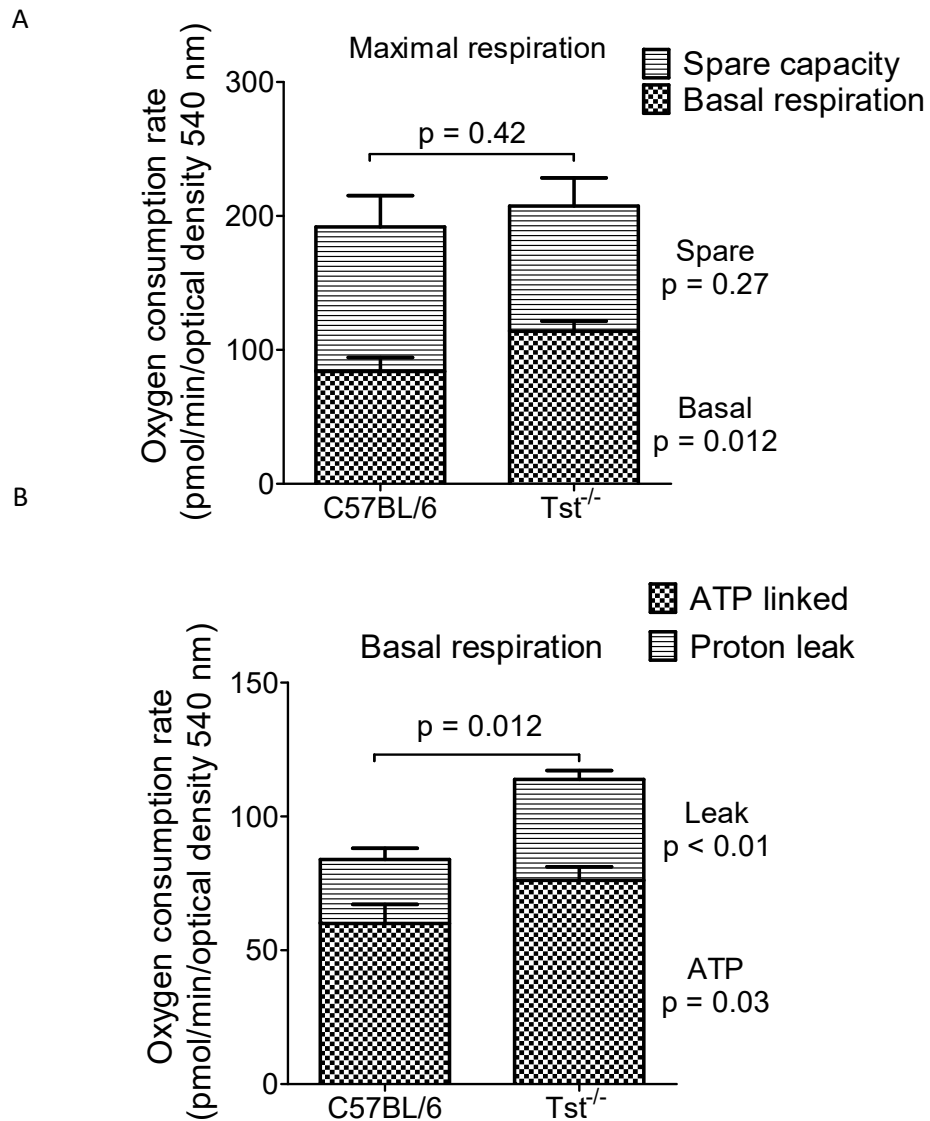 A
Maximal respiration
Spare capacity
Basal respiration
Oxygen consumption rate
(pmol/min/optical density 540 nm)
300
200
100
0
p = 0.42
Spare
p = 0.27
Basal
p = 0.012
C57BL/6
Tst-/-
B
ATP linked
Proton leak
Basal respiration
Oxygen consumption rate
(pmol/min/optical density 540 nm)
150
100
50
0
p = 0.012
Leak
p < 0.01
ATP
p = 0.03
C57BL/6
Tst-/-